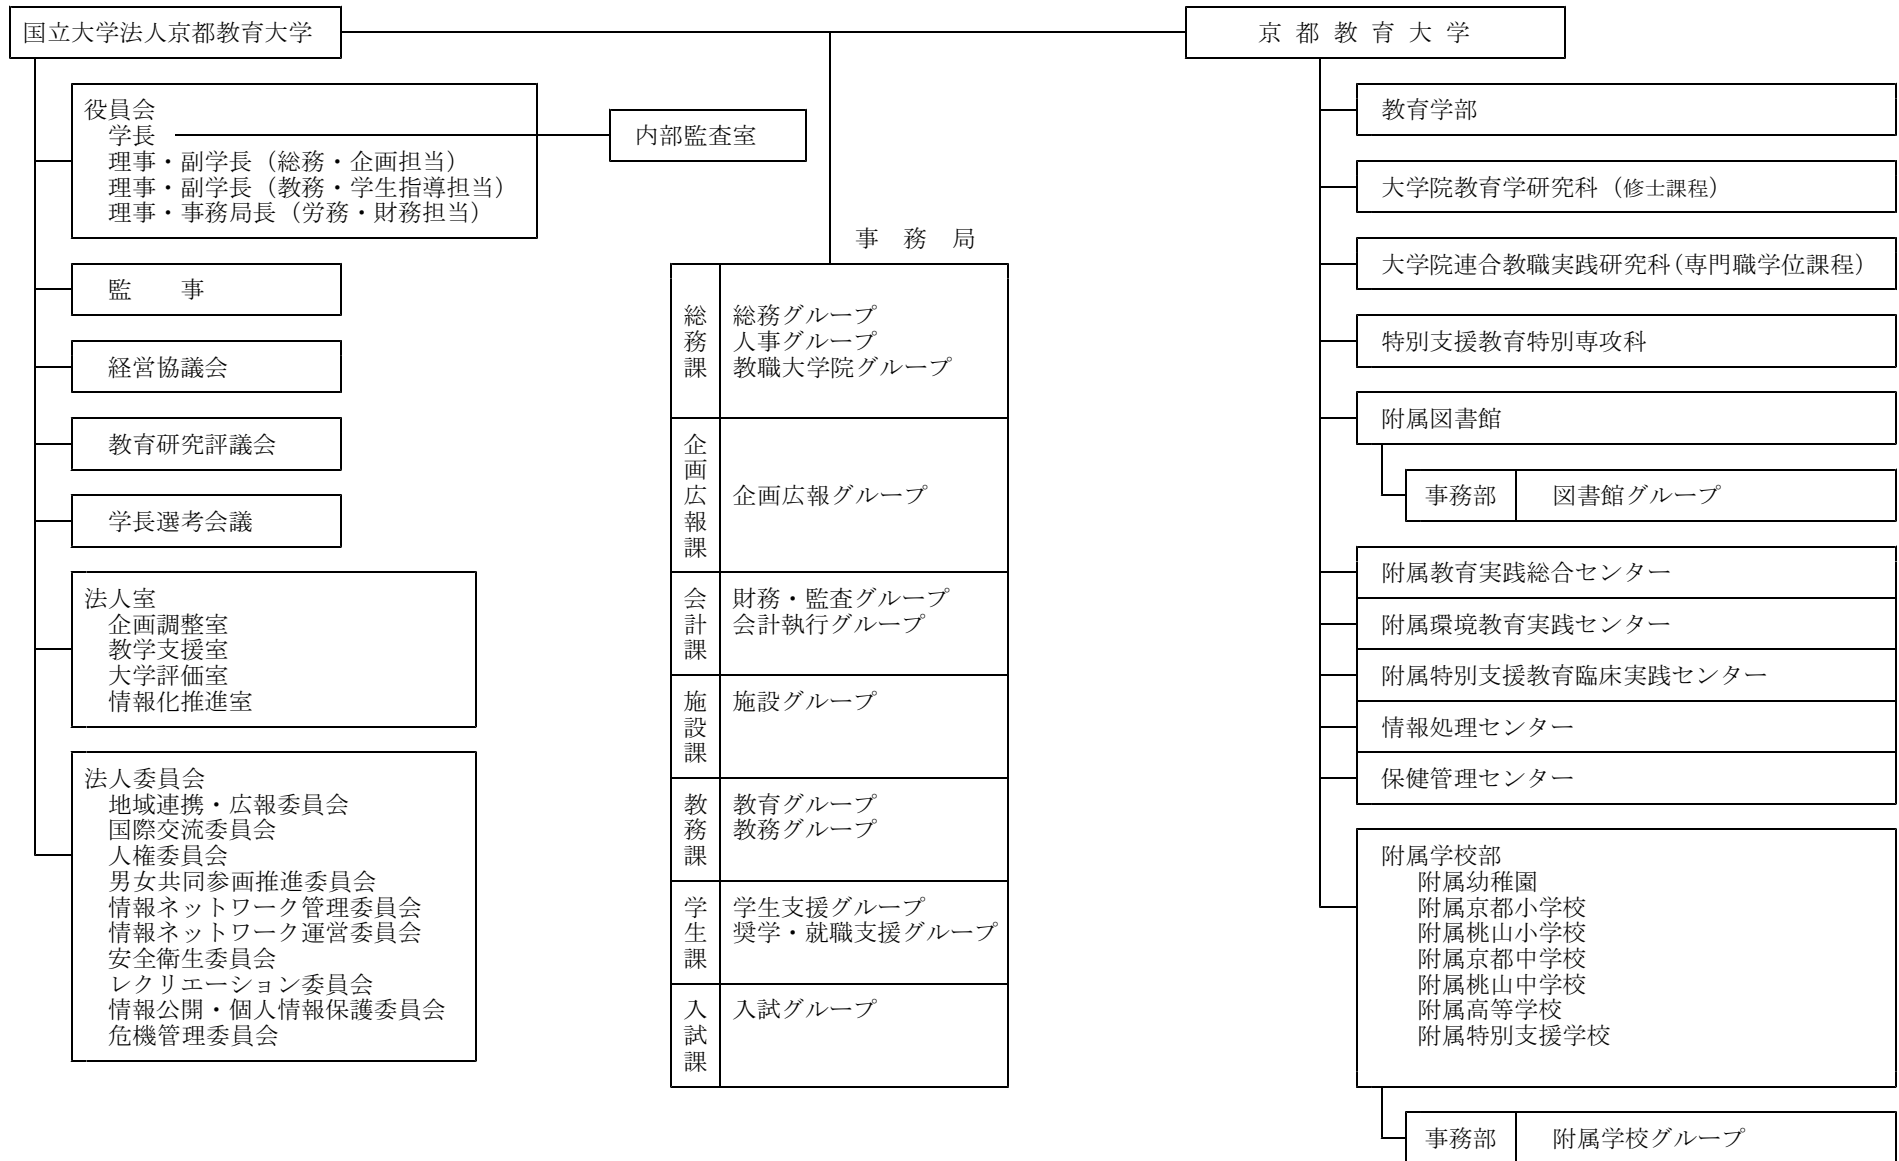 国立大学法人京都教育大学
役員会
学長
理事・副学長（総務・企画担当）
理事・副学長（教務・学生指導担当）
理事・事務局長（労務・財務担当）
内部監査室
監　事
経営協議会
教育研究評議会
学長選考会議
法人室
企画調整室
教学支援室
大学評価室
情報化推進室
法人委員会
地域連携・広報委員会
国際交流委員会
人権委員会
男女共同参画推進委員会
情報ネットワーク管理委員会
情報ネットワーク運営委員会
安全衛生委員会
レクリエーション委員会
情報公開・個人情報保護委員会
危機管理委員会
事　務　局
総務課
総務グループ
人事グループ
教職大学院グループ
企画広報課
企画広報グループ
会計課
財務・監査グループ
会計執行グループ
施設課
施設グループ
教務課
教育グループ
教務グループ
学生課
学生支援グループ
奨学・就職支援グループ
入試課
入試グループ
京 都 教 育 大 学
教育学部
大学院教育学研究科（修士課程）
大学院連合教職実践研究科（専門職学位課程）
特別支援教育特別専攻科
附属図書館
事務部　図書館グループ
附属教育実践総合センター
附属環境教育実践センター
附属特別支援教育臨床実践センター
情報処理センター
保健管理センター
附属学校部
附属幼稚園
附属京都小学校
附属桃山小学校
附属京都中学校
附属桃山中学校
附属高等学校
附属特別支援学校
事務部　附属学校グループ